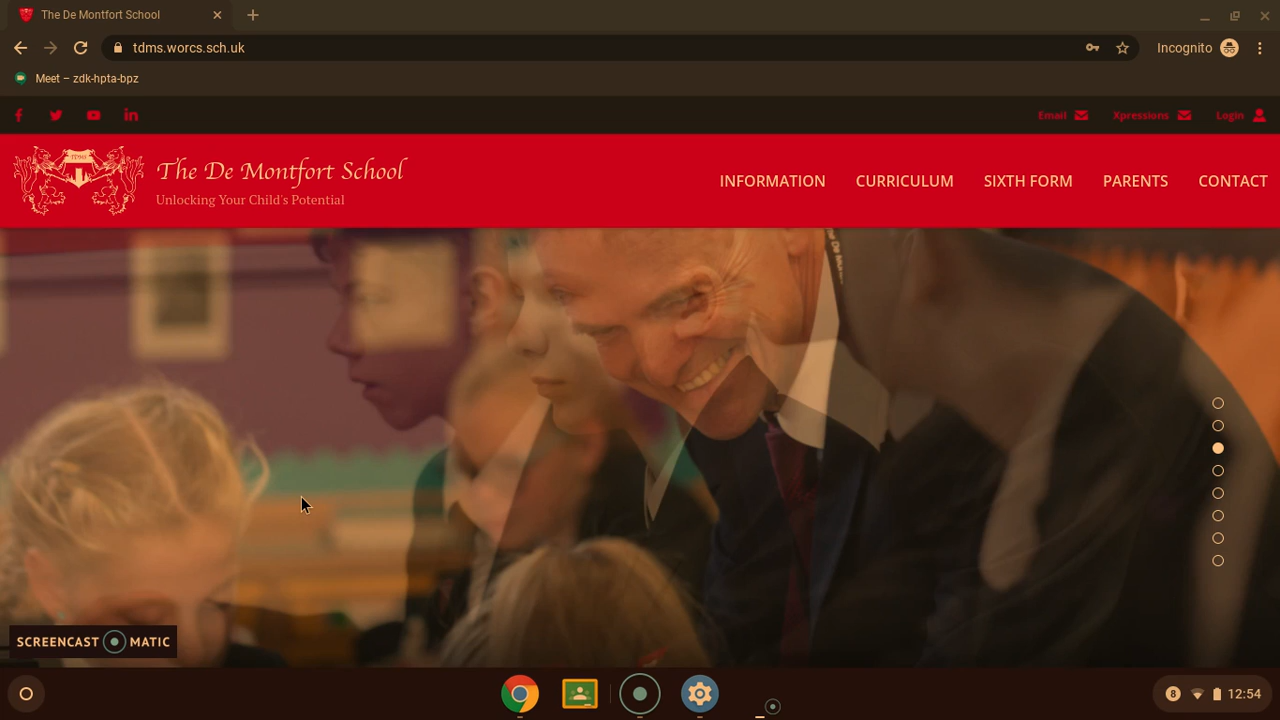 The De Montfort School
tdms.worcs.sch.uk
Incognito
Meet – zdk-hpta-bpz
Email
Xpressions
Login
The De Montfort School
Unlocking Your Child's Potential
INFORMATION
CURRICULUM
SIXTH FORM
PARENTS
CONTACT
SCREENCAST MATIC
8
12:54